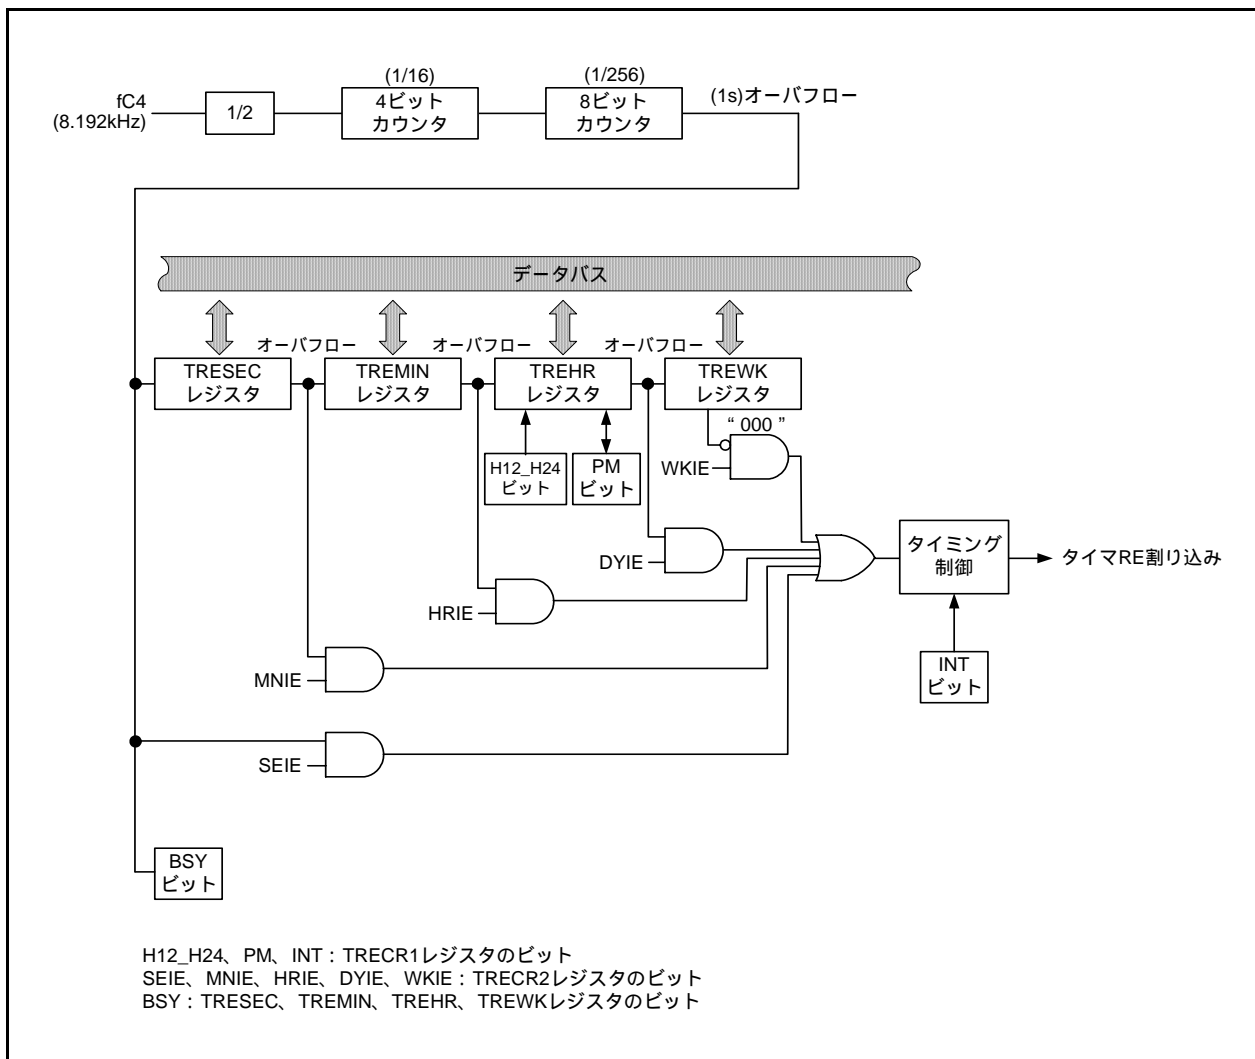 fC4
(8.192kHz)
1/2
(1/16)
4ビット
カウンタ
(1/256)
8ビット
カウンタ
(1s)オーバフロー
データバス
オーバフロー
オーバフロー
オーバフロー
TRESEC
レジスタ
TREMIN
レジスタ
TREHR
レジスタ
TREWK
レジスタ
H12_H24
ビット
PM
ビット
“ 000 ”
WKIE
DYIE
HRIE
MNIE
SEIE
タイミング
制御
タイマRE割り込み
INT
ビット
BSY
ビット
H12_H24、PM、INT : TRECR1レジスタのビット
SEIE、MNIE、HRIE、DYIE、WKIE : TRECR2レジスタのビット
BSY : TRESEC、TREMIN、TREHR、TREWKレジスタのビット